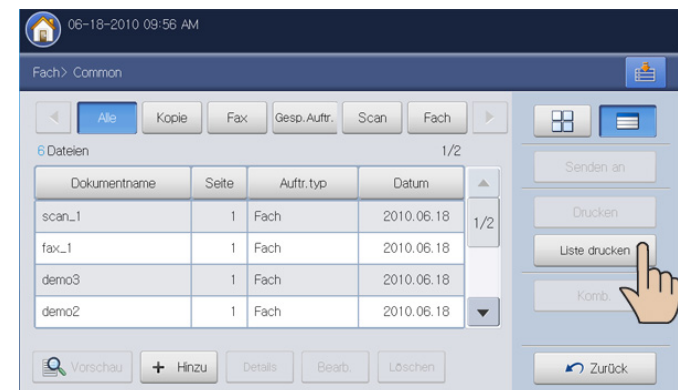 06-18-2010 09:56 AM
Fach> Common
Alle Kopie Fax Gesp.Auftr. Scan Fach
6 Dateien 1/2
Senden an
Dokumentname Seite Auftr.typ Datum
scan_1 1 Fach 2010.06.18
1/2
Drucken
fax_1 1 Fach 2010.06.18
Liste drucken
demo3 1 Fach 2010.06.18
Komb.
demo2 1 Fach 2010.06.18
Vorschau + Hinzu Details Bearb. Löschen Zurück